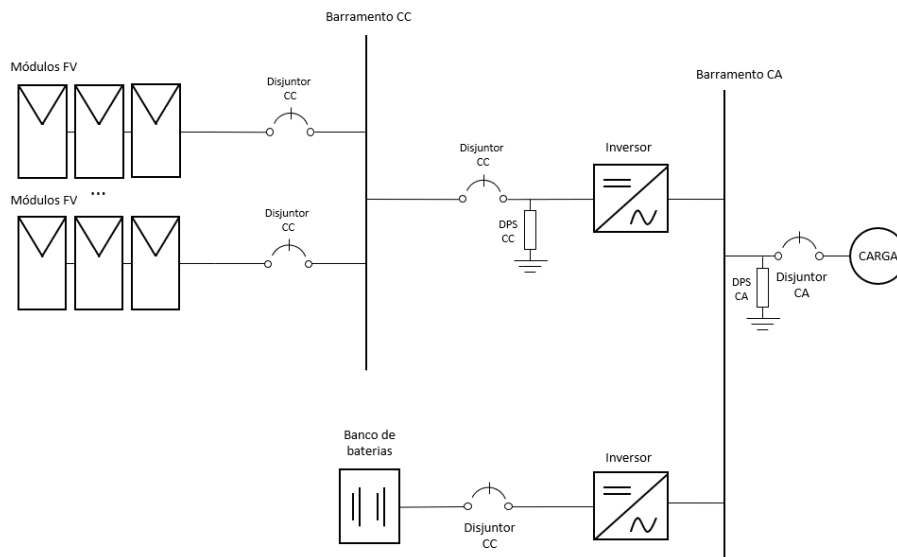 Barramento CC
Módulos FV
Disjuntor
CC
Barramento CA
Disjuntor
CC
Inversor
...
Módulos FV
Disjuntor
CC
DPS
CC
CARGA
DPS
CA
Disjuntor
CA
Banco de
baterias
Inversor
Disjuntor
CC